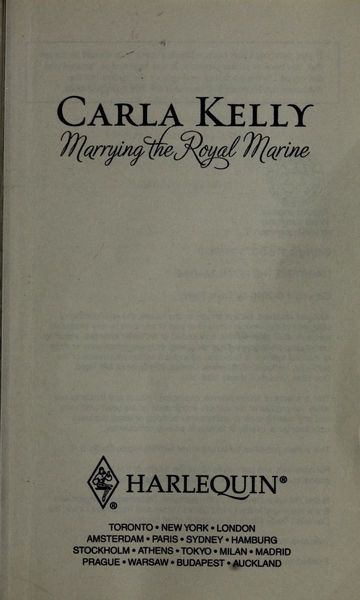 CARLA KELLY
Marrying the Royal Marine
HARLEQUIN®
®
TORONTO • NEW YORK • LONDON
AMSTERDAM • PARIS • SYDNEY • HAMBURG
STOCKHOLM • ATHENS • TOKYO • MILAN • MADRID
PRAGUE • WARSAW • BUDAPEST • AUCKLAND